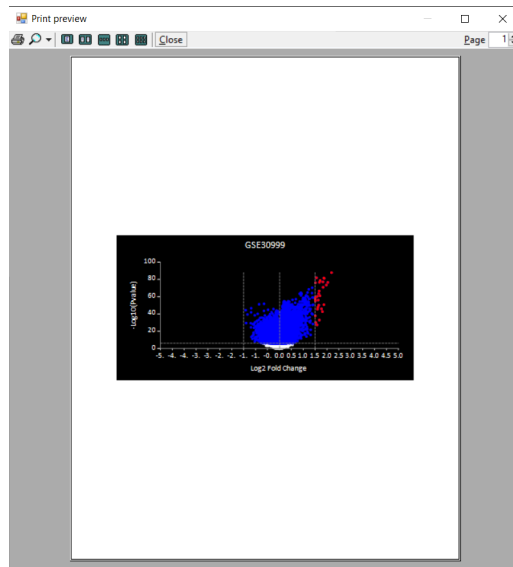 Print preview
Close
Page 1
GSE30999
100
80
60
40
20
0
-Log10(Pvalue)
-5. -4. -4. -3. -3. -2. -2. -1. -1. -0. 0.0 0.5 1.0 1.5 2.0 2.5 3.0 3.5 4.0 4.5 5.0
Log2 Fold Change